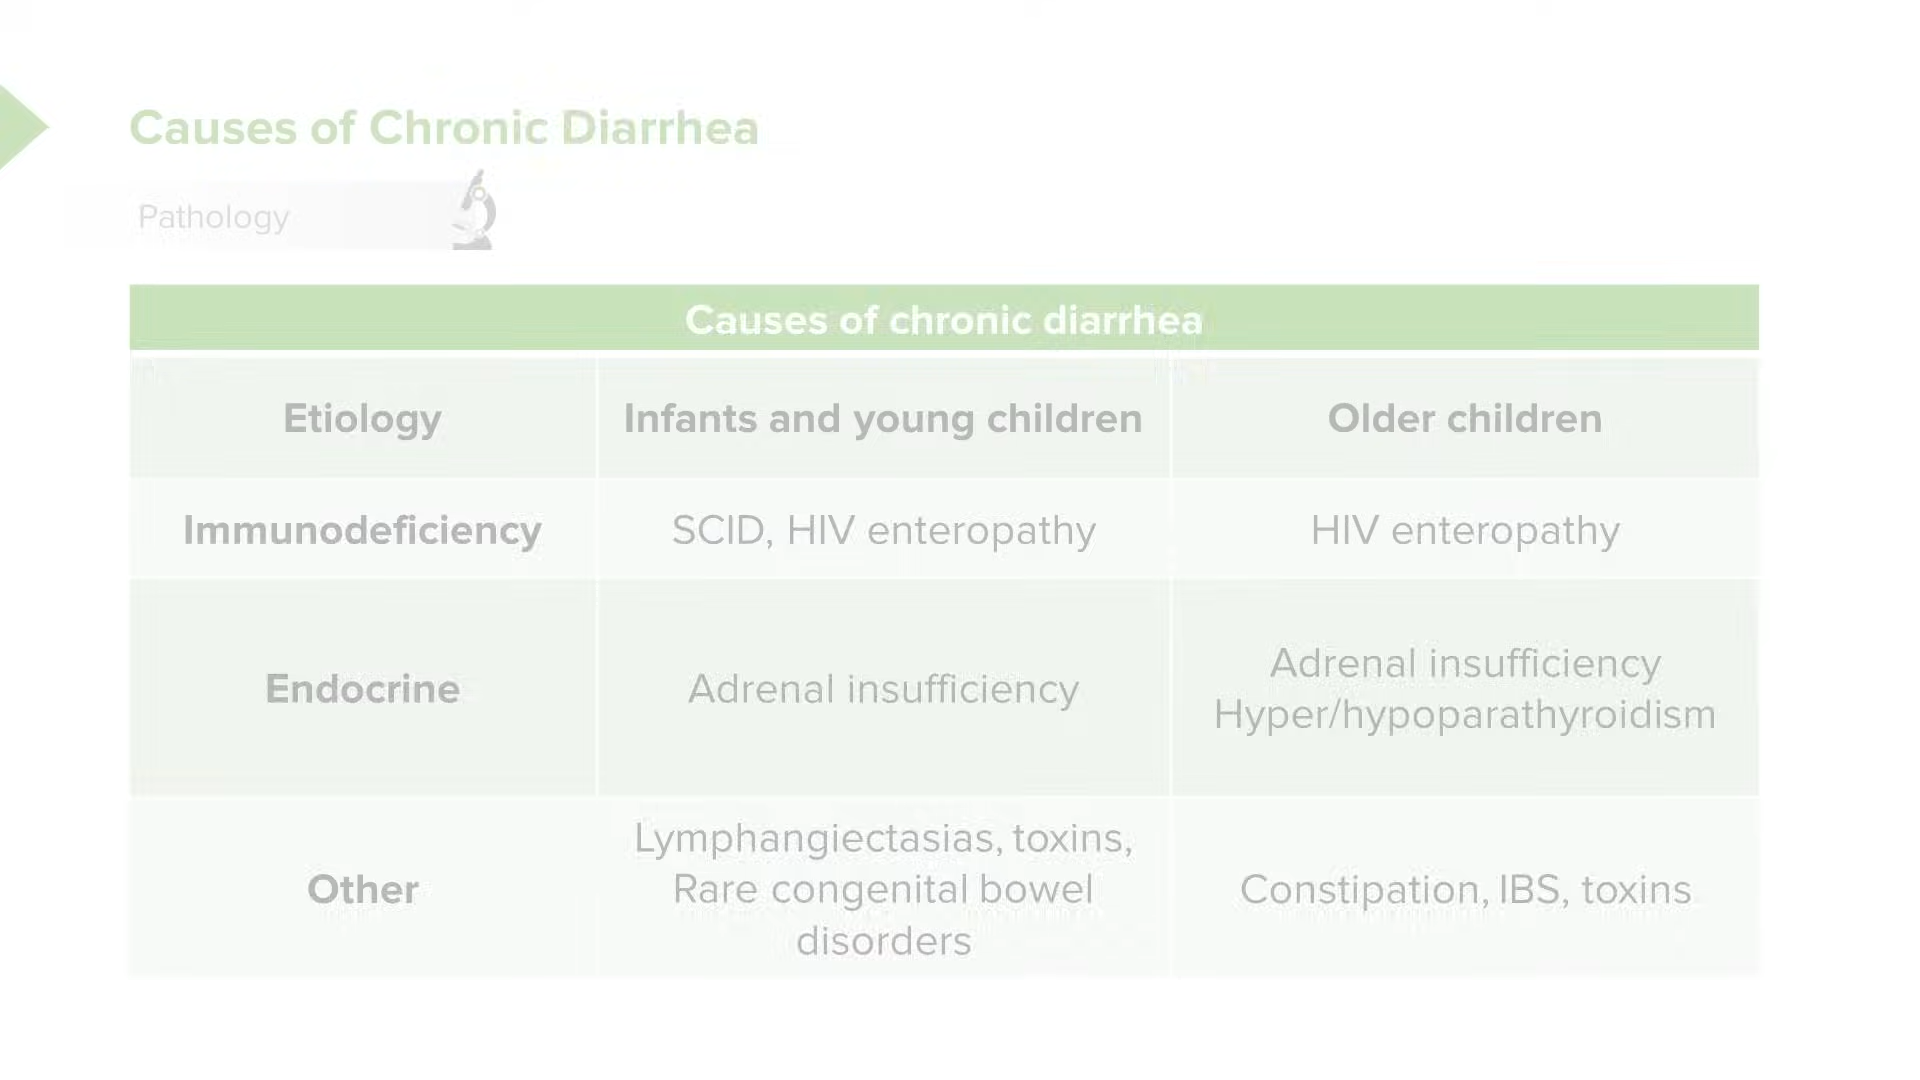 Causes of Chronic Diarrhea
Pathology
Causes of chronic diarrhea
Etiology
Infants and young children
Older children
Immunodeficiency
SCID, HIV enteropathy
HIV enteropathy
Endocrine
Adrenal insufficiency
Adrenal insufficiency
Hyper/hypoparathyroidism
Other
Lymphangiectasias, toxins,
Rare congenital bowel
disorders
Constipation, IBS, toxins